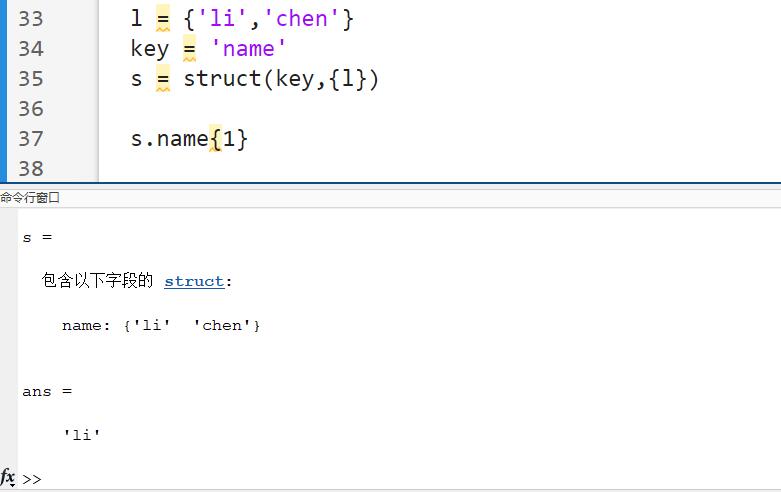 33 l = {'li','chen'}
34 key = 'name'
35 s = struct(key,{l})
36
37 s.name{1}
38
命令行窗口
s =
包含以下字段的 struct:
name: {'li'  'chen'}
ans =
'li'
fx >>